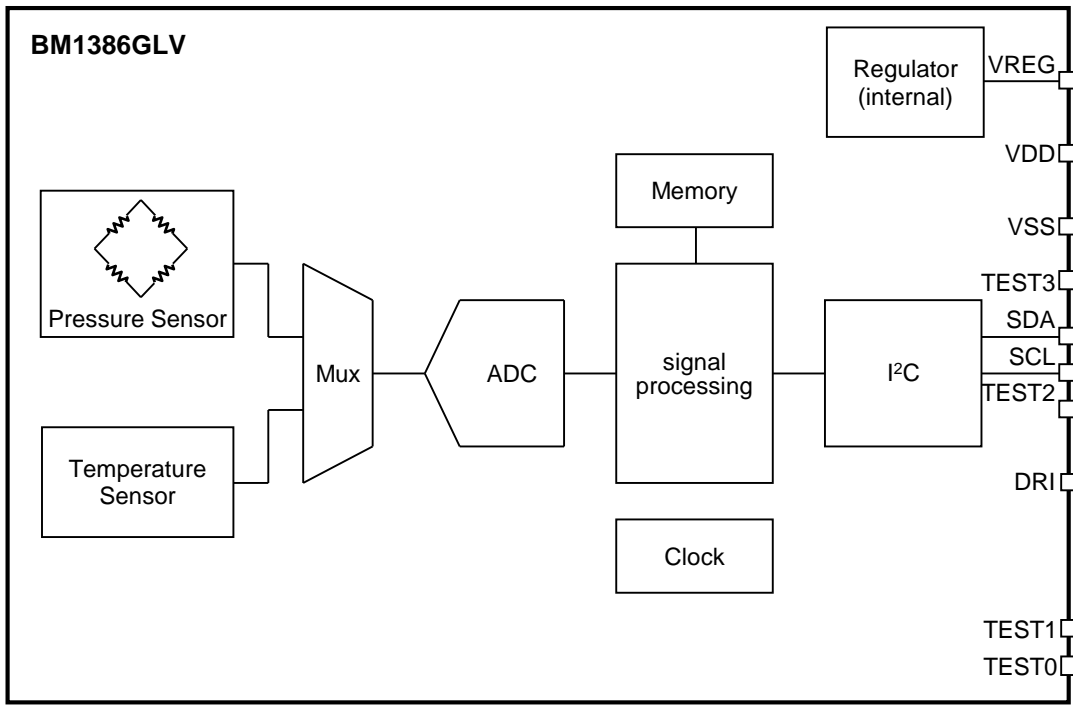 BM1386GLV
Regulator
(internal)
VREG
VDD
Memory
VSS
TEST3
Pressure Sensor
SDA
Mux
ADC
signal
processing
I²C
SCL
TEST2
Temperature
Sensor
DRI
Clock
TEST1
TEST0